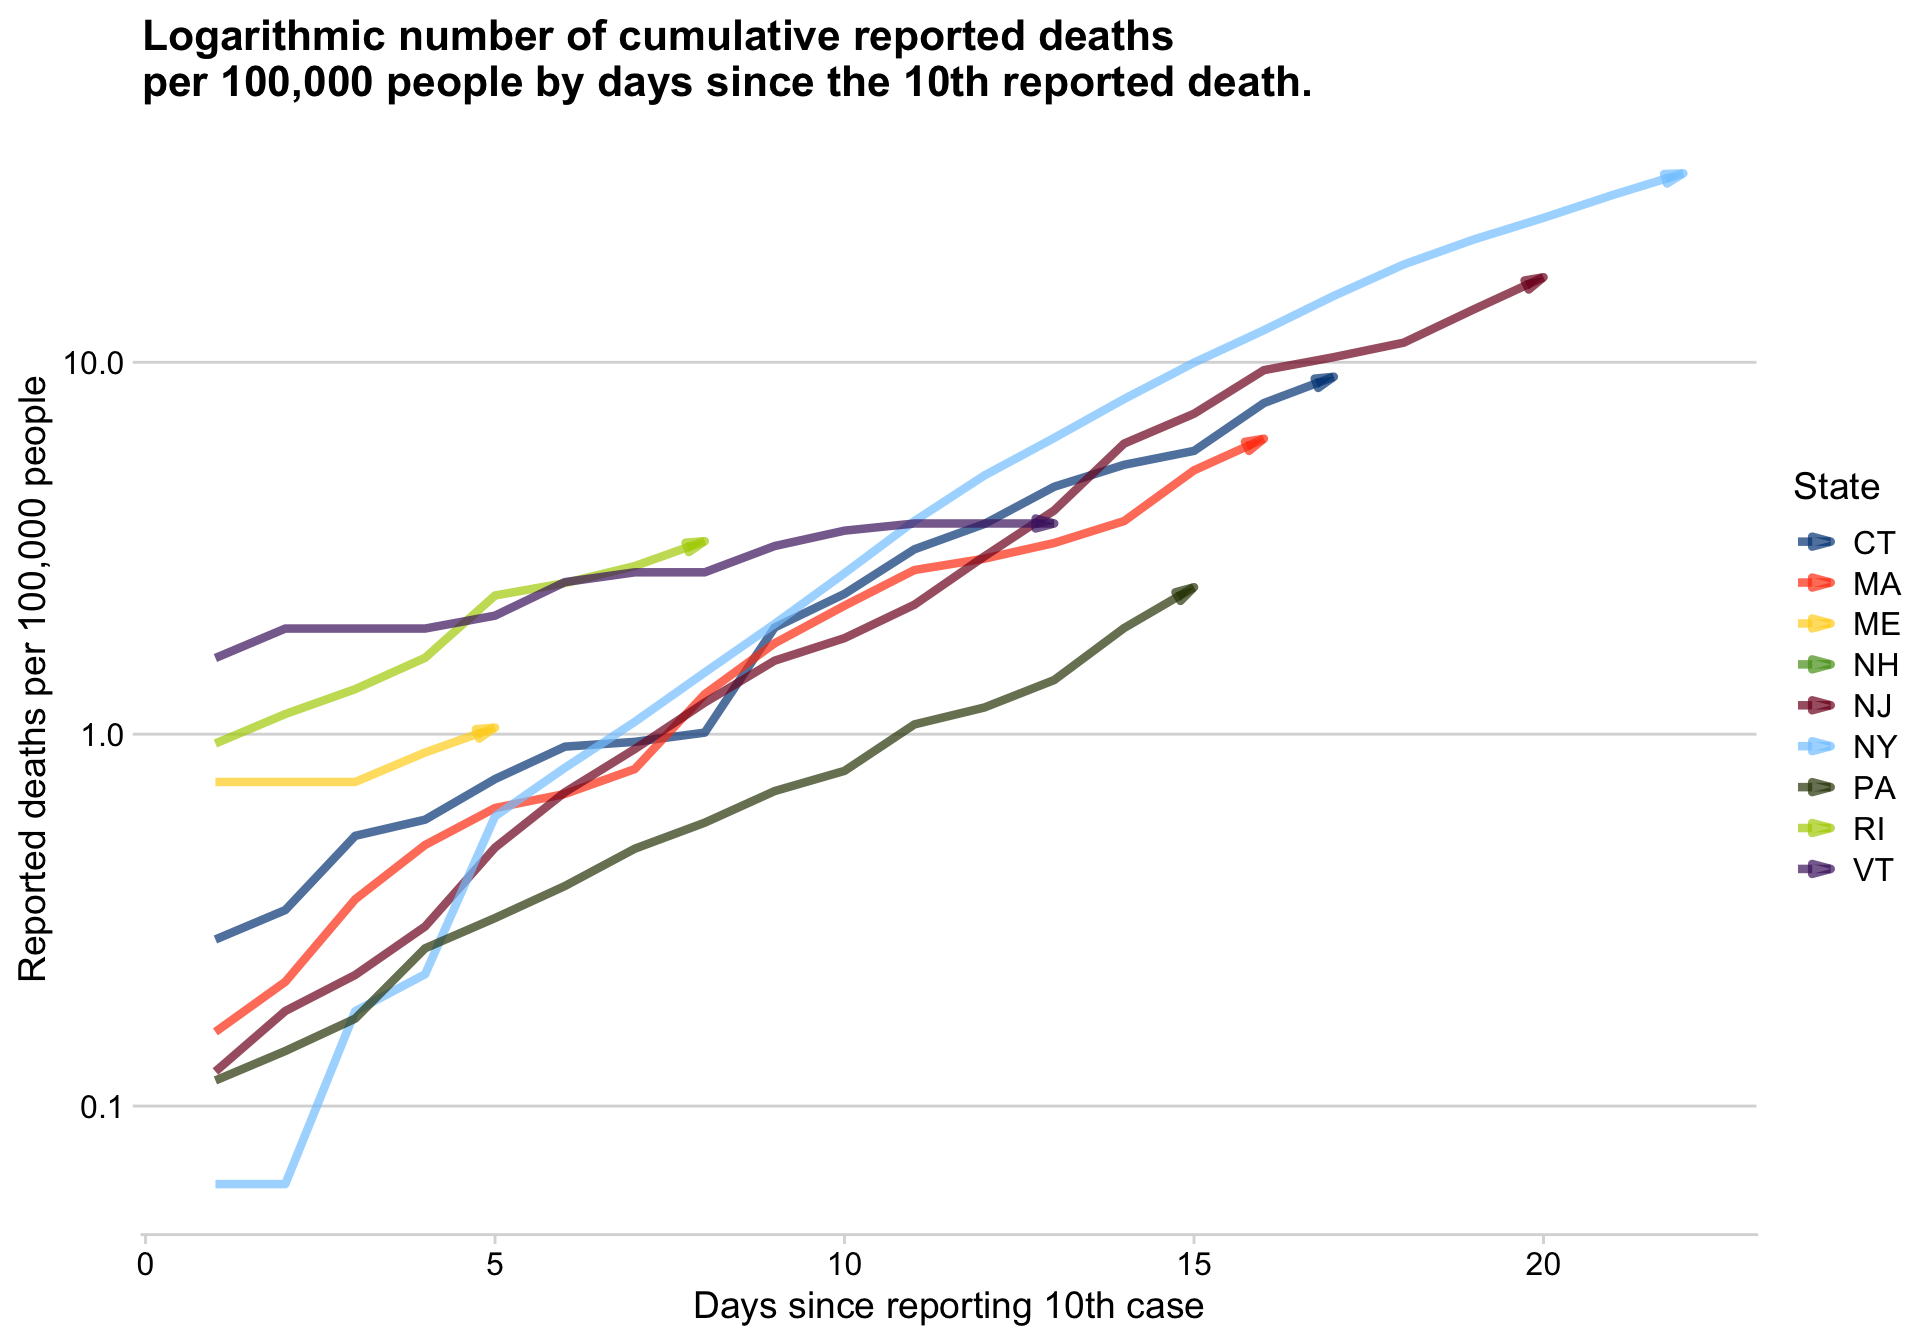 Logarithmic number of cumulative reported deaths
per 100,000 people by days since the 10th reported death.
Reported deaths per 100,000 people
10.0
1.0
0.1
0 5 10 15 20
Days since reporting 10th case
State
CT
MA
ME
NH
NJ
NY
PA
RI
VT